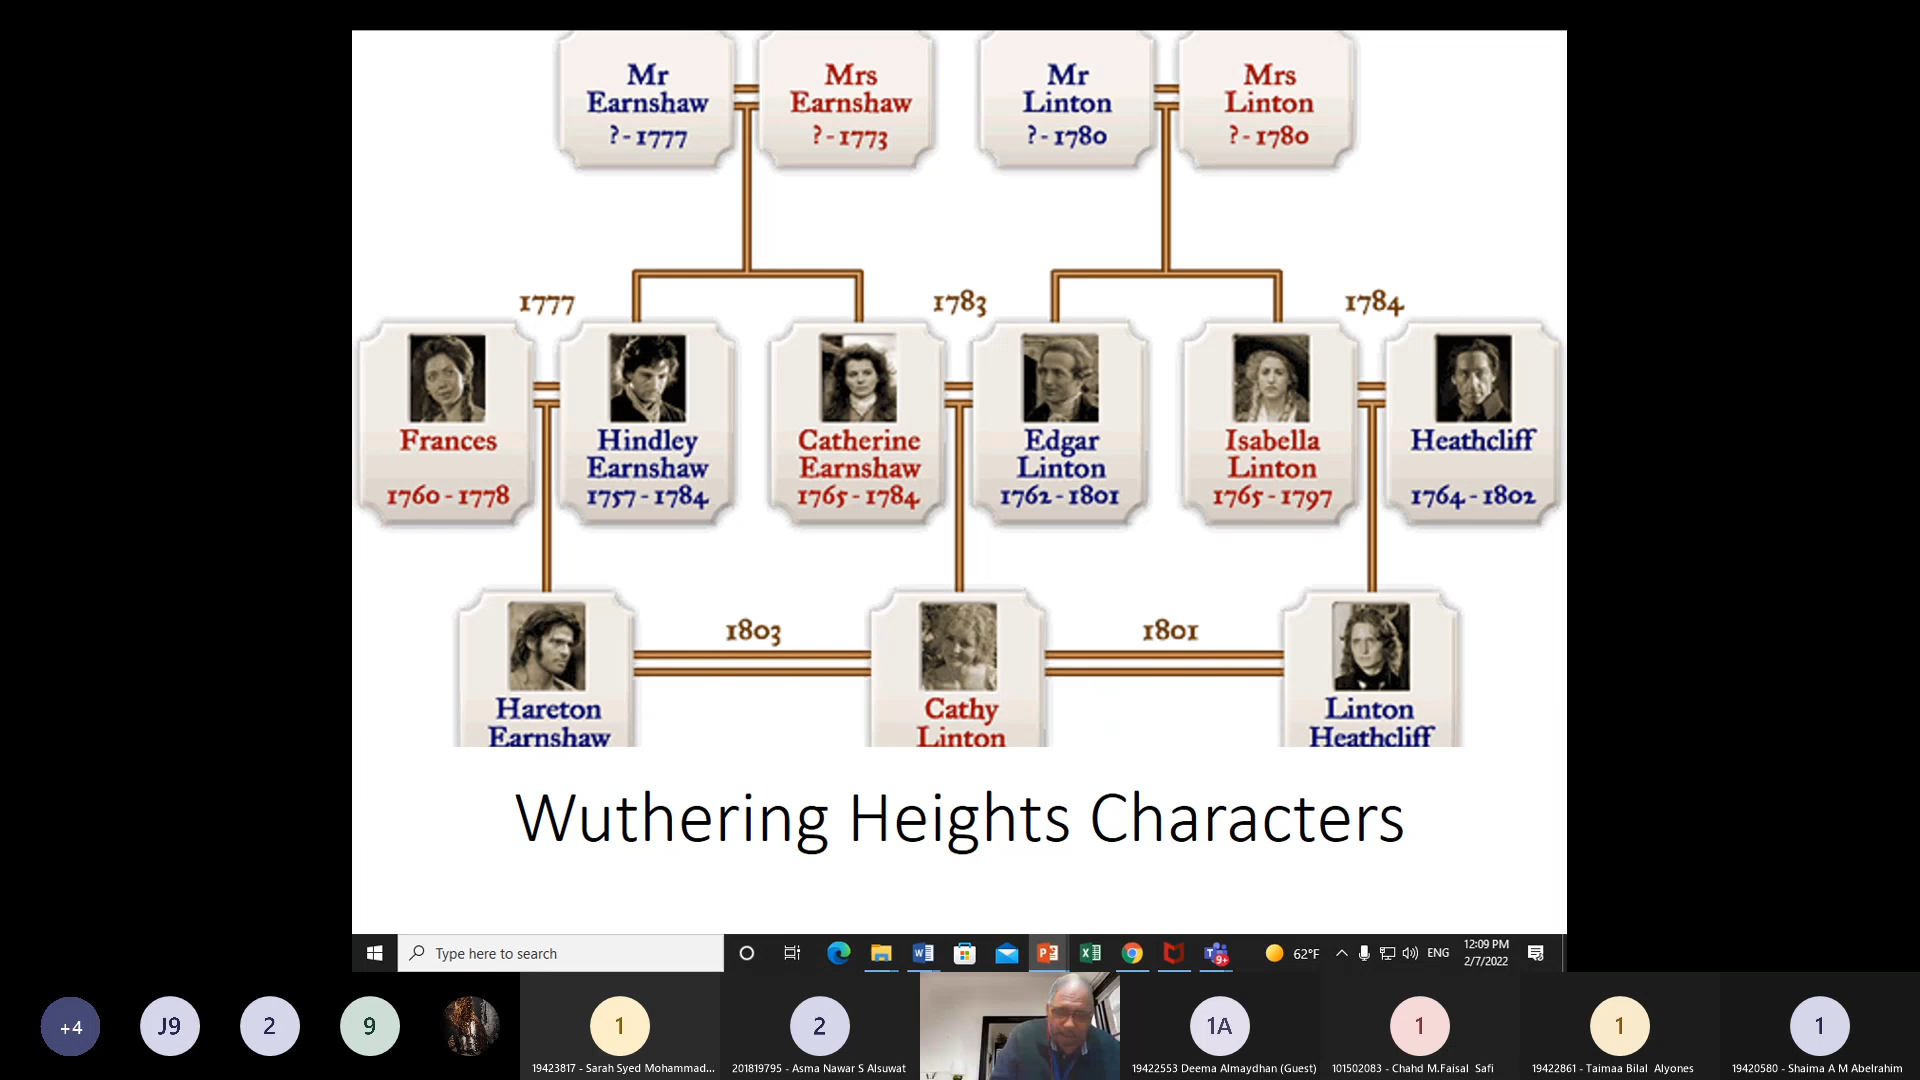 Mr
Earnshaw
? - 1777
Mrs
Earnshaw
? - 1773
Mr
Linton
? - 1780
Mrs
Linton
? - 1780
1777
1783
1784
Frances
1760 - 1778
Hindley
Earnshaw
1757 - 1784
Catherine
Earnshaw
1765 - 1784
Edgar
Linton
1762 - 1801
Isabella
Linton
1765 - 1797
Heathcliff
1764 - 1802
1803
1801
Hareton
Earnshaw
Cathy
Linton
Linton
Heathcliff
Wuthering Heights Characters
Type here to search
9+
62°F
ENG
12:09 PM
2/7/2022
+4
J9
2
9
1
19423817 - Sarah Syed Mohammad...
2
201819795 - Asma Nawar S Alsuwat
1A
19422553 Deema Almaydhan (Guest)
1
101502083 - Chahd M.Faisal Safi
1
19422861 - Taimaa Bilal Alyones
1
19420580 - Shaima A M Abelrahim